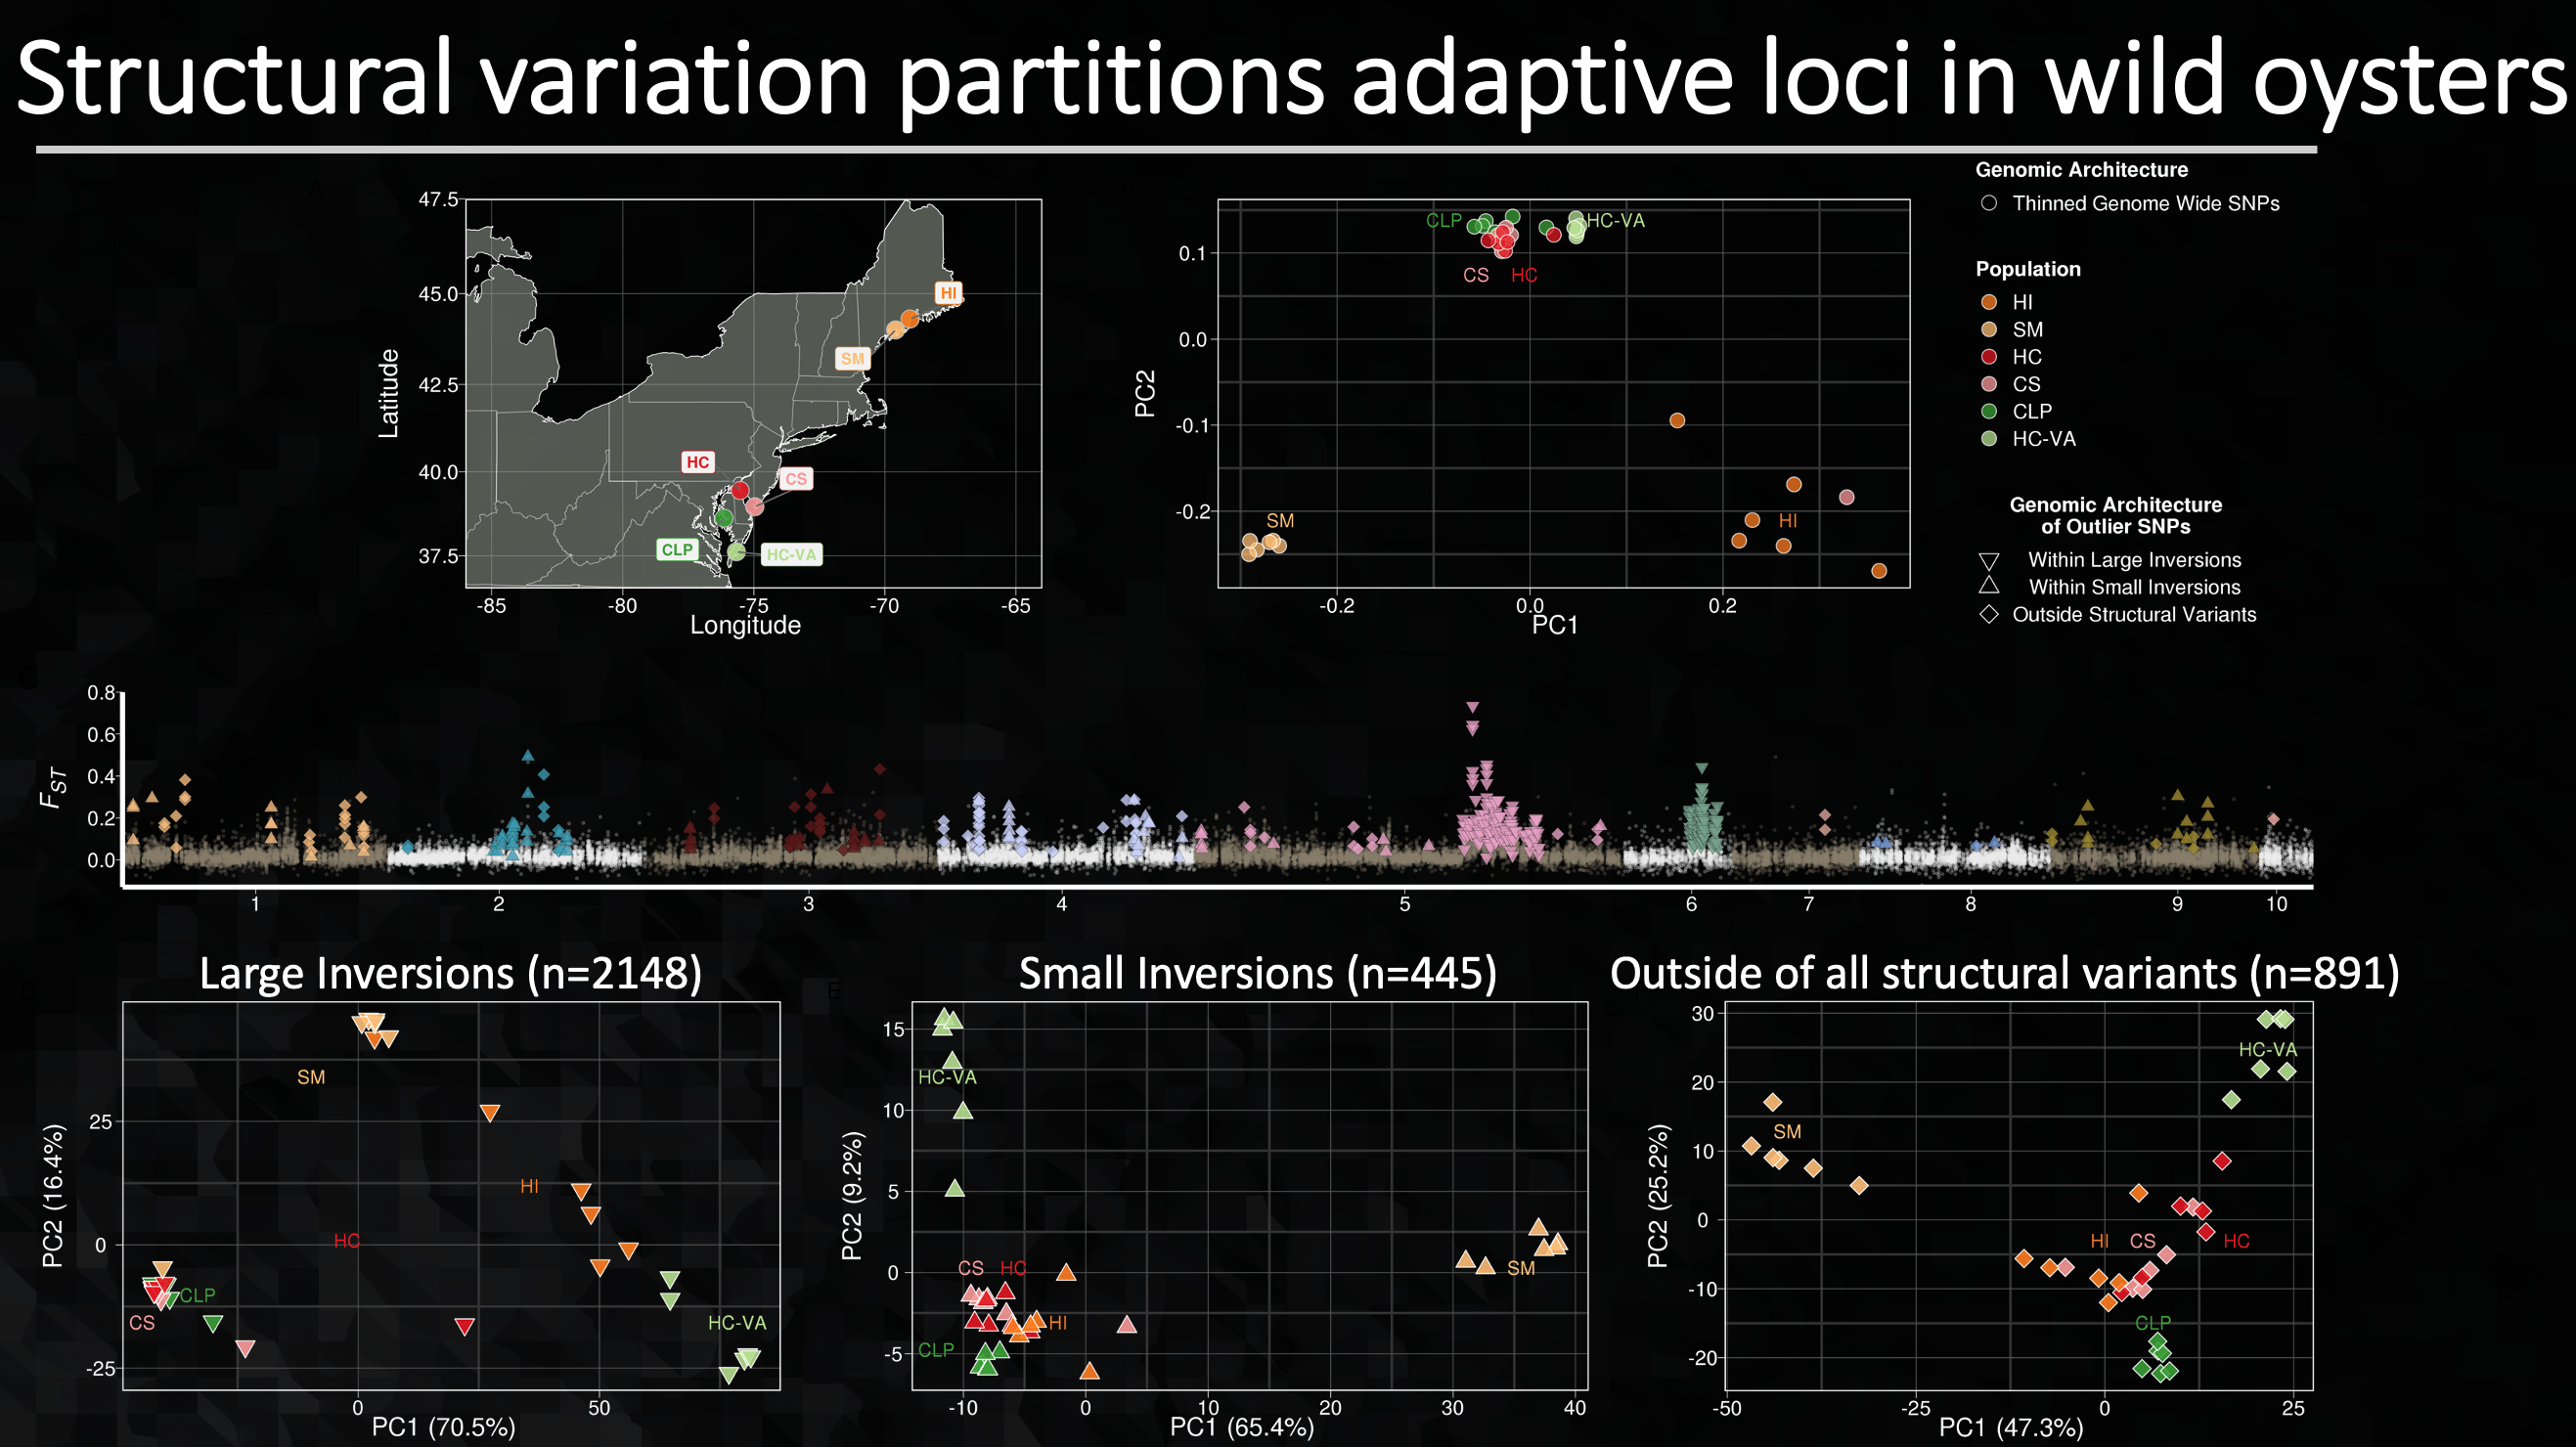 Structural variation partitions adaptive loci in wild oysters
A
47.5
45.0
42.5
40.0
37.5
Latitude
HI
SM
HC
CS
CLP
HC-VA
-85
-80
-75
-70
-65
Longitude
0.1
0.0
-0.1
-0.2
PC2
CLP
HC-VA
CS
HC
SM
HI
-0.2
0.0
0.2
PC1
Genomic Architecture
Thinned Genome Wide SNPs
Population
HI
SM
HC
CS
CLP
HC-VA
Genomic Architecture
of Outlier SNPs
Within Large Inversions
Within Small Inversions
Outside Structural Variants
C
0.8
0.6
0.4
0.2
0.0
FST
1
2
3
4
5
6
7
8
9
10
Large Inversions (n=2148)
25
0
-25
PC2 (16.4%)
SM
HI
HC
CLP
CS
HC-VA
0
50
PC1 (70.5%)
E
Small Inversions (n=445)
15
10
5
0
-5
PC2 (9.2%)
HC-VA
CS
HC
SM
HI
CLP
-10
0
10
20
30
40
PC1 (65.4%)
Outside of all structural variants (n=891)
30
20
10
0
-10
-20
PC2 (25.2%)
HC-VA
SM
HI
CS
HC
CLP
-50
-25
0
25
PC1 (47.3%)